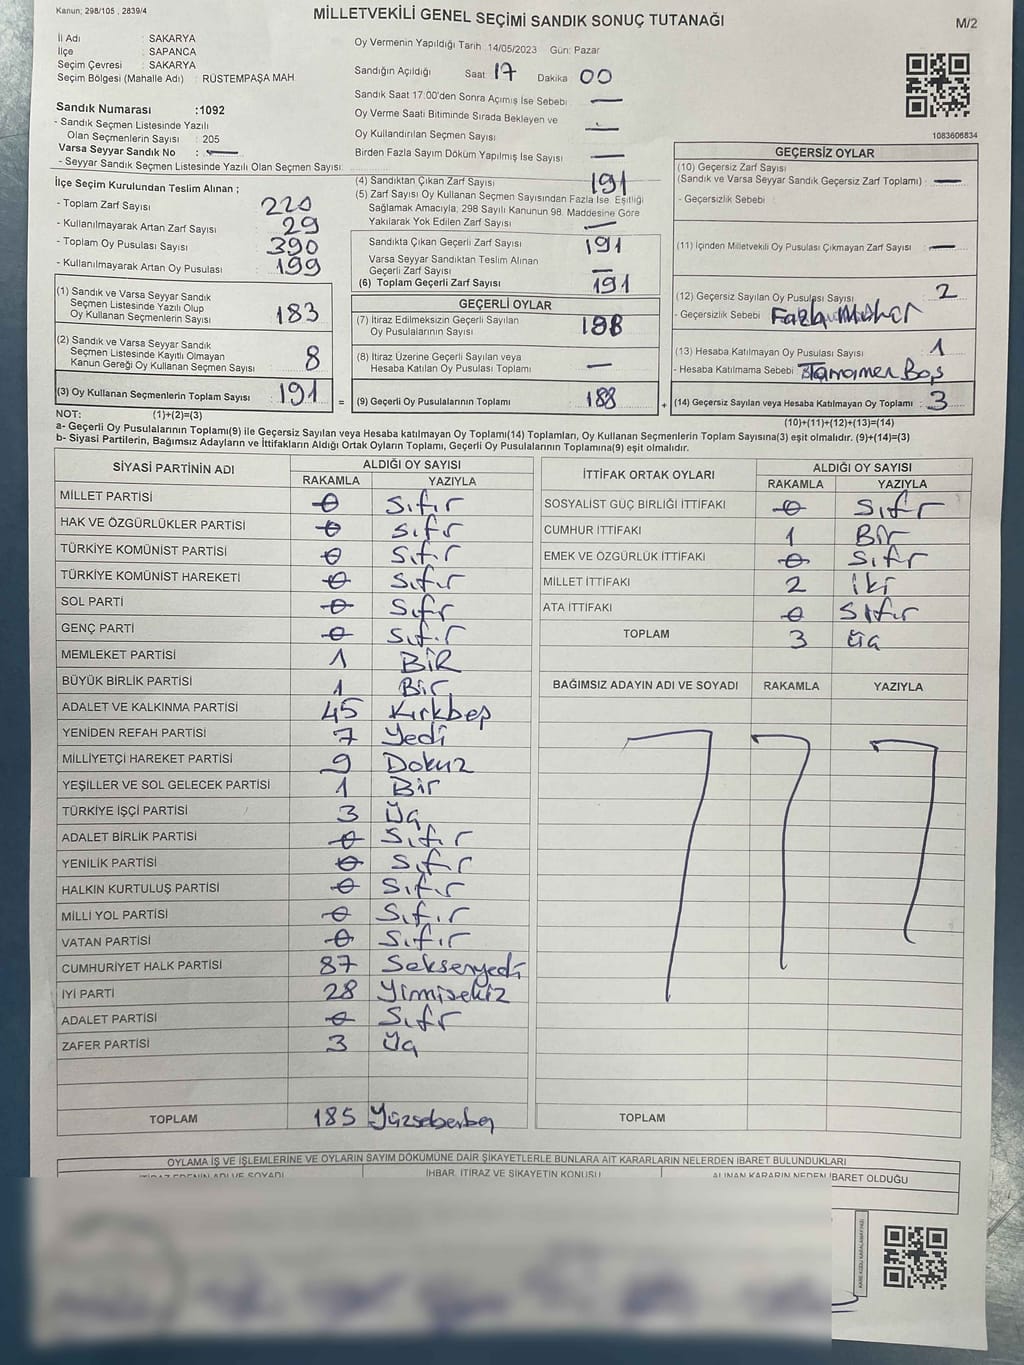 Kanun; 298/105 , 2839/4
MİLLETVEKİLİ GENEL SEÇİMİ SANDIK SONUÇ TUTANAĞI
M/2
İl Adı : SAKARYA
İlçe : SAPANCA
Seçim Çevresi : SAKARYA
Seçim Bölgesi (Mahalle Adı) : RÜSTEMPAŞA MAH
Sandık Numarası :1092
- Sandık Seçmen Listesinde Yazılı
Olan Seçmenlerin Sayısı : 205
Varsa Seyyar Sandık No : —
- Seyyar Sandık Seçmen Listesinde Yazılı Olan Seçmen Sayısı:
Oy Vermenin Yapıldığı Tarih 14/05/2023 Gün: Pazar
Sandığın Açıldığı Saat 17 Dakika 00
Sandık Saat 17:00'den Sonra Açımış İse Sebebi : —
Oy Verme Saati Bitiminde Sırada Bekleyen ve
Oy Kullandırılan Seçmen Sayısı : —
Birden Fazla Sayım Döküm Yapılmış İse Sayısı : —
1083606834
İlçe Seçim Kurulundan Teslim Alınan ;
- Toplam Zarf Sayısı : 220
- Kullanılmayarak Artan Zarf Sayısı : 29
- Toplam Oy Pusulası Sayısı : 390
- Kullanılmayarak Artan Oy Pusulası : 199
(1) Sandık ve Varsa Seyyar Sandık
Seçmen Listesinde Yazılı Olup
Oy Kullanan Seçmenlerin Sayısı : 183
(2) Sandık ve Varsa Seyyar Sandık
Seçmen Listesinde Kayıtlı Olmayan
Kanun Gereği Oy Kullanan Seçmen Sayısı : 8
(3) Oy Kullanan Seçmenlerin Toplam Sayısı : 191
(4) Sandıktan Çıkan Zarf Sayısı : 191
(5) Zarf Sayısı Oy Kullanan Seçmen Sayısından Fazla İse, Eşitliği
Sağlamak Amacıyla; 298 Sayılı Kanunun 98. Maddesine Göre
Yakılarak Yok Edilen Zarf Sayısı : —
Sandıkta Çıkan Geçerli Zarf Sayısı : 191
Varsa Seyyar Sandıktan Teslim Alınan
Geçerli Zarf Sayısı : —
(6) Toplam Geçerli Zarf Sayısı : 191
GEÇERLİ OYLAR
(7) İtiraz Edilmeksizin Geçerli Sayılan
Oy Pusulalarının Sayısı : 188
(8) İtiraz Üzerine Geçerli Sayılan veya
Hesaba Katılan Oy Pusulası Toplamı : —
= (9) Geçerli Oy Pusulalarının Toplamı : 188
GEÇERSİZ OYLAR
(10) Geçersiz Zarf Sayısı
(Sandık ve Varsa Seyyar Sandık Geçersiz Zarf Toplamı) : —
- Geçersizlik Sebebi :
(11) İçinden Milletvekili Oy Pusulası Çıkmayan Zarf Sayısı : —
(12) Geçersiz Sayılan Oy Pusulası Sayısı : 2
- Geçersizlik Sebebi : Fazla Mühür
(13) Hesaba Katılmayan Oy Pusulası Sayısı : 1
- Hesaba Katılmama Sebebi : Tamamen Boş
+ (14) Geçersiz Sayılan veya Hesaba Katılmayan Oy Toplamı : 3
NOT: (1)+(2)=(3)
(10)+(11)+(12)+(13)=(14)
a- Geçerli Oy Pusulalarının Toplamı(9) ile Geçersiz Sayılan veya Hesaba katılmayan Oy Toplamı(14) Toplamları, Oy Kullanan Seçmenlerin Toplam Sayısına(3) eşit olmalıdır. (9)+(14)=(3)
b- Siyasi Partilerin, Bağımsız Adayların ve İttifakların Aldığı Ortak Oyların Toplamı, Geçerli Oy Pusulalarının Toplamına(9) eşit olmalıdır.
SİYASİ PARTİNİN ADI ALDIĞI OY SAYISI
RAKAMLA YAZIYLA
MİLLET PARTİSİ 0 Sıfır
HAK VE ÖZGÜRLÜKLER PARTİSİ 0 Sıfr
TÜRKİYE KOMÜNİST PARTİSİ 0 Sıfır
TÜRKİYE KOMÜNİST HAREKETİ 0 Sıfır
SOL PARTİ 0 Sıfr
GENÇ PARTİ 0 Sıfır
MEMLEKET PARTİSİ 1 BİR
BÜYÜK BİRLİK PARTİSİ 1 Bir
ADALET VE KALKINMA PARTİSİ 45 Kırkbeş
YENİDEN REFAH PARTİSİ 7 Yedi
MİLLİYETÇİ HAREKET PARTİSİ 9 Dokuz
YEŞİLLER VE SOL GELECEK PARTİSİ 1 Bir
TÜRKİYE İŞÇİ PARTİSİ 3 Üç
ADALET BİRLİK PARTİSİ 0 Sıfır
YENİLİK PARTİSİ 0 Sıfır
HALKIN KURTULUŞ PARTİSİ 0 Sıfır
MİLLİ YOL PARTİSİ 0 Sıfır
VATAN PARTİSİ 0 Sıfır
CUMHURİYET HALK PARTİSİ 87 Seksenyedi
İYİ PARTİ 28 Yirmisekiz
ADALET PARTİSİ 0 Sıfr
ZAFER PARTİSİ 3 Üç
TOPLAM 185
İTTİFAK ORTAK OYLARI ALDIĞI OY SAYISI
RAKAMLA YAZIYLA
SOSYALİST GÜÇ BİRLİĞİ İTTİFAKI 0 Sıfr
CUMHUR İTTİFAKI 1 Bir
EMEK VE ÖZGÜRLÜK İTTİFAKI 0 Sıfır
MİLLET İTTİFAKI 2 iki
ATA İTTİFAKI 0 Sıfır
TOPLAM 3 Üç
BAĞIMSIZ ADAYIN ADI VE SOYADI RAKAMLA YAZIYLA
TOPLAM
OYLAMA İŞ VE İŞLEMLERİNE VE OYLARIN SAYIM DÖKÜMÜNE DAİR ŞİKAYETLERLE BUNLARA AİT KARARLARIN NELERDEN İBARET BULUNDUKLARI
İTİRAZ EDENİN ADI VE SOYADI İHBAR, İTİRAZ VE ŞİKAYETİN KONUSU ALINAN KARARIN NEDEN İBARET OLDUĞU